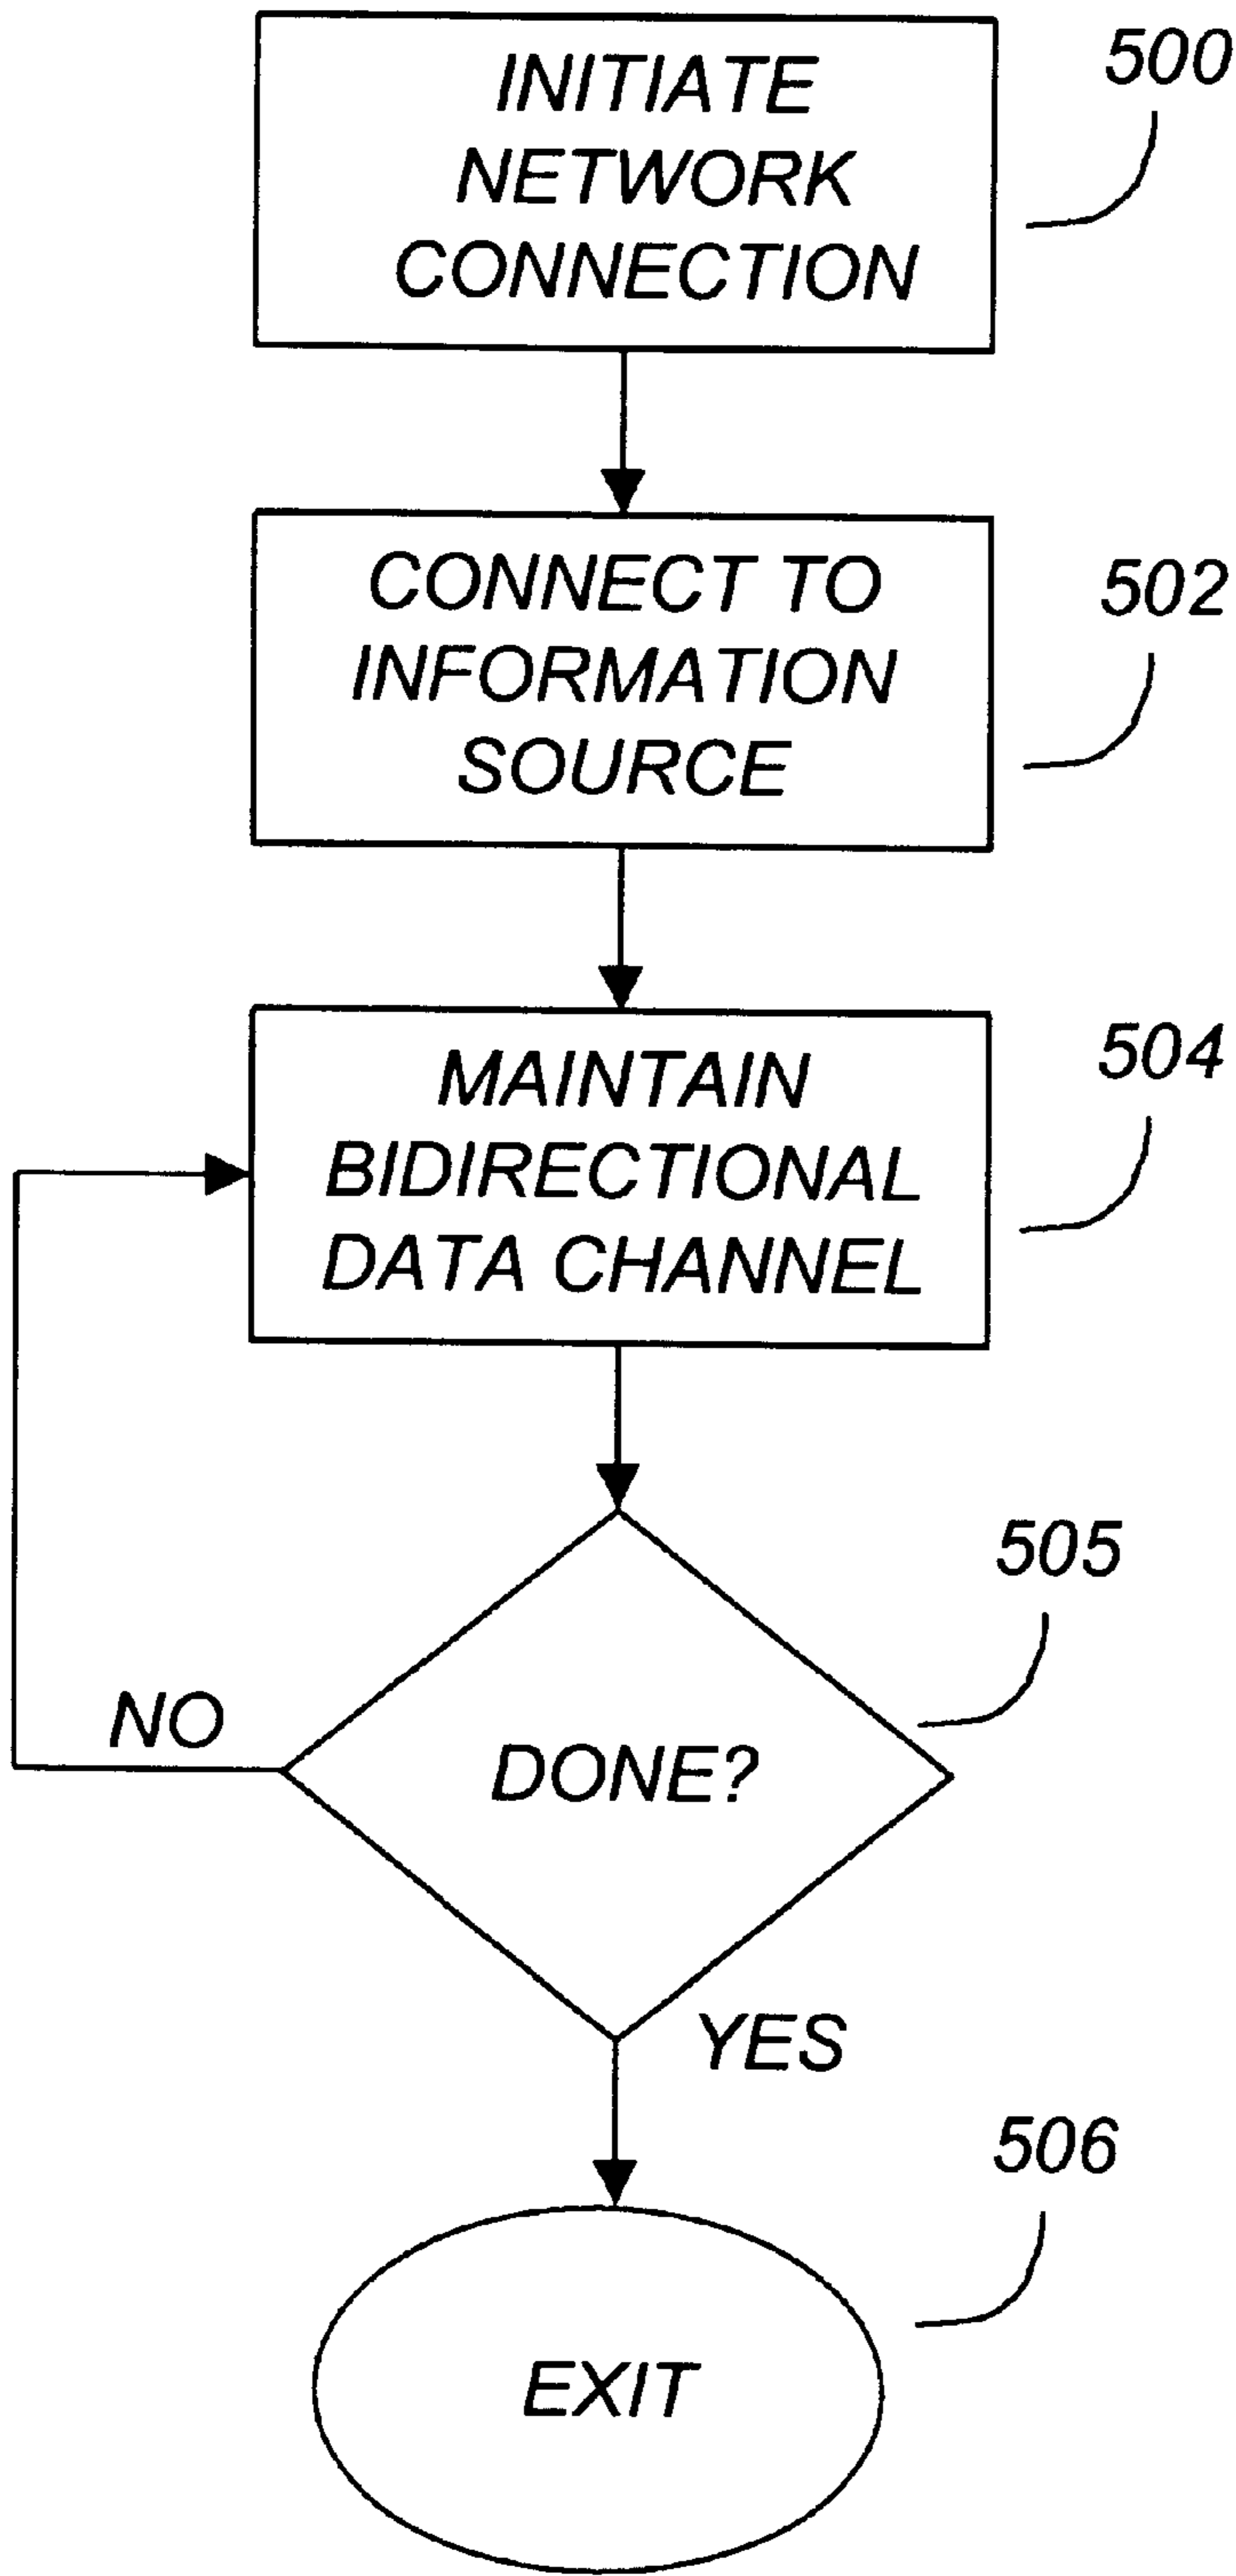 INITIATE
NETWORK
CONNECTION
500
CONNECT TO
INFORMATION
SOURCE
502
MAINTAIN
BIDIRECTIONAL
DATA CHANNEL
504
505
NO
DONE?
YES
506
EXIT